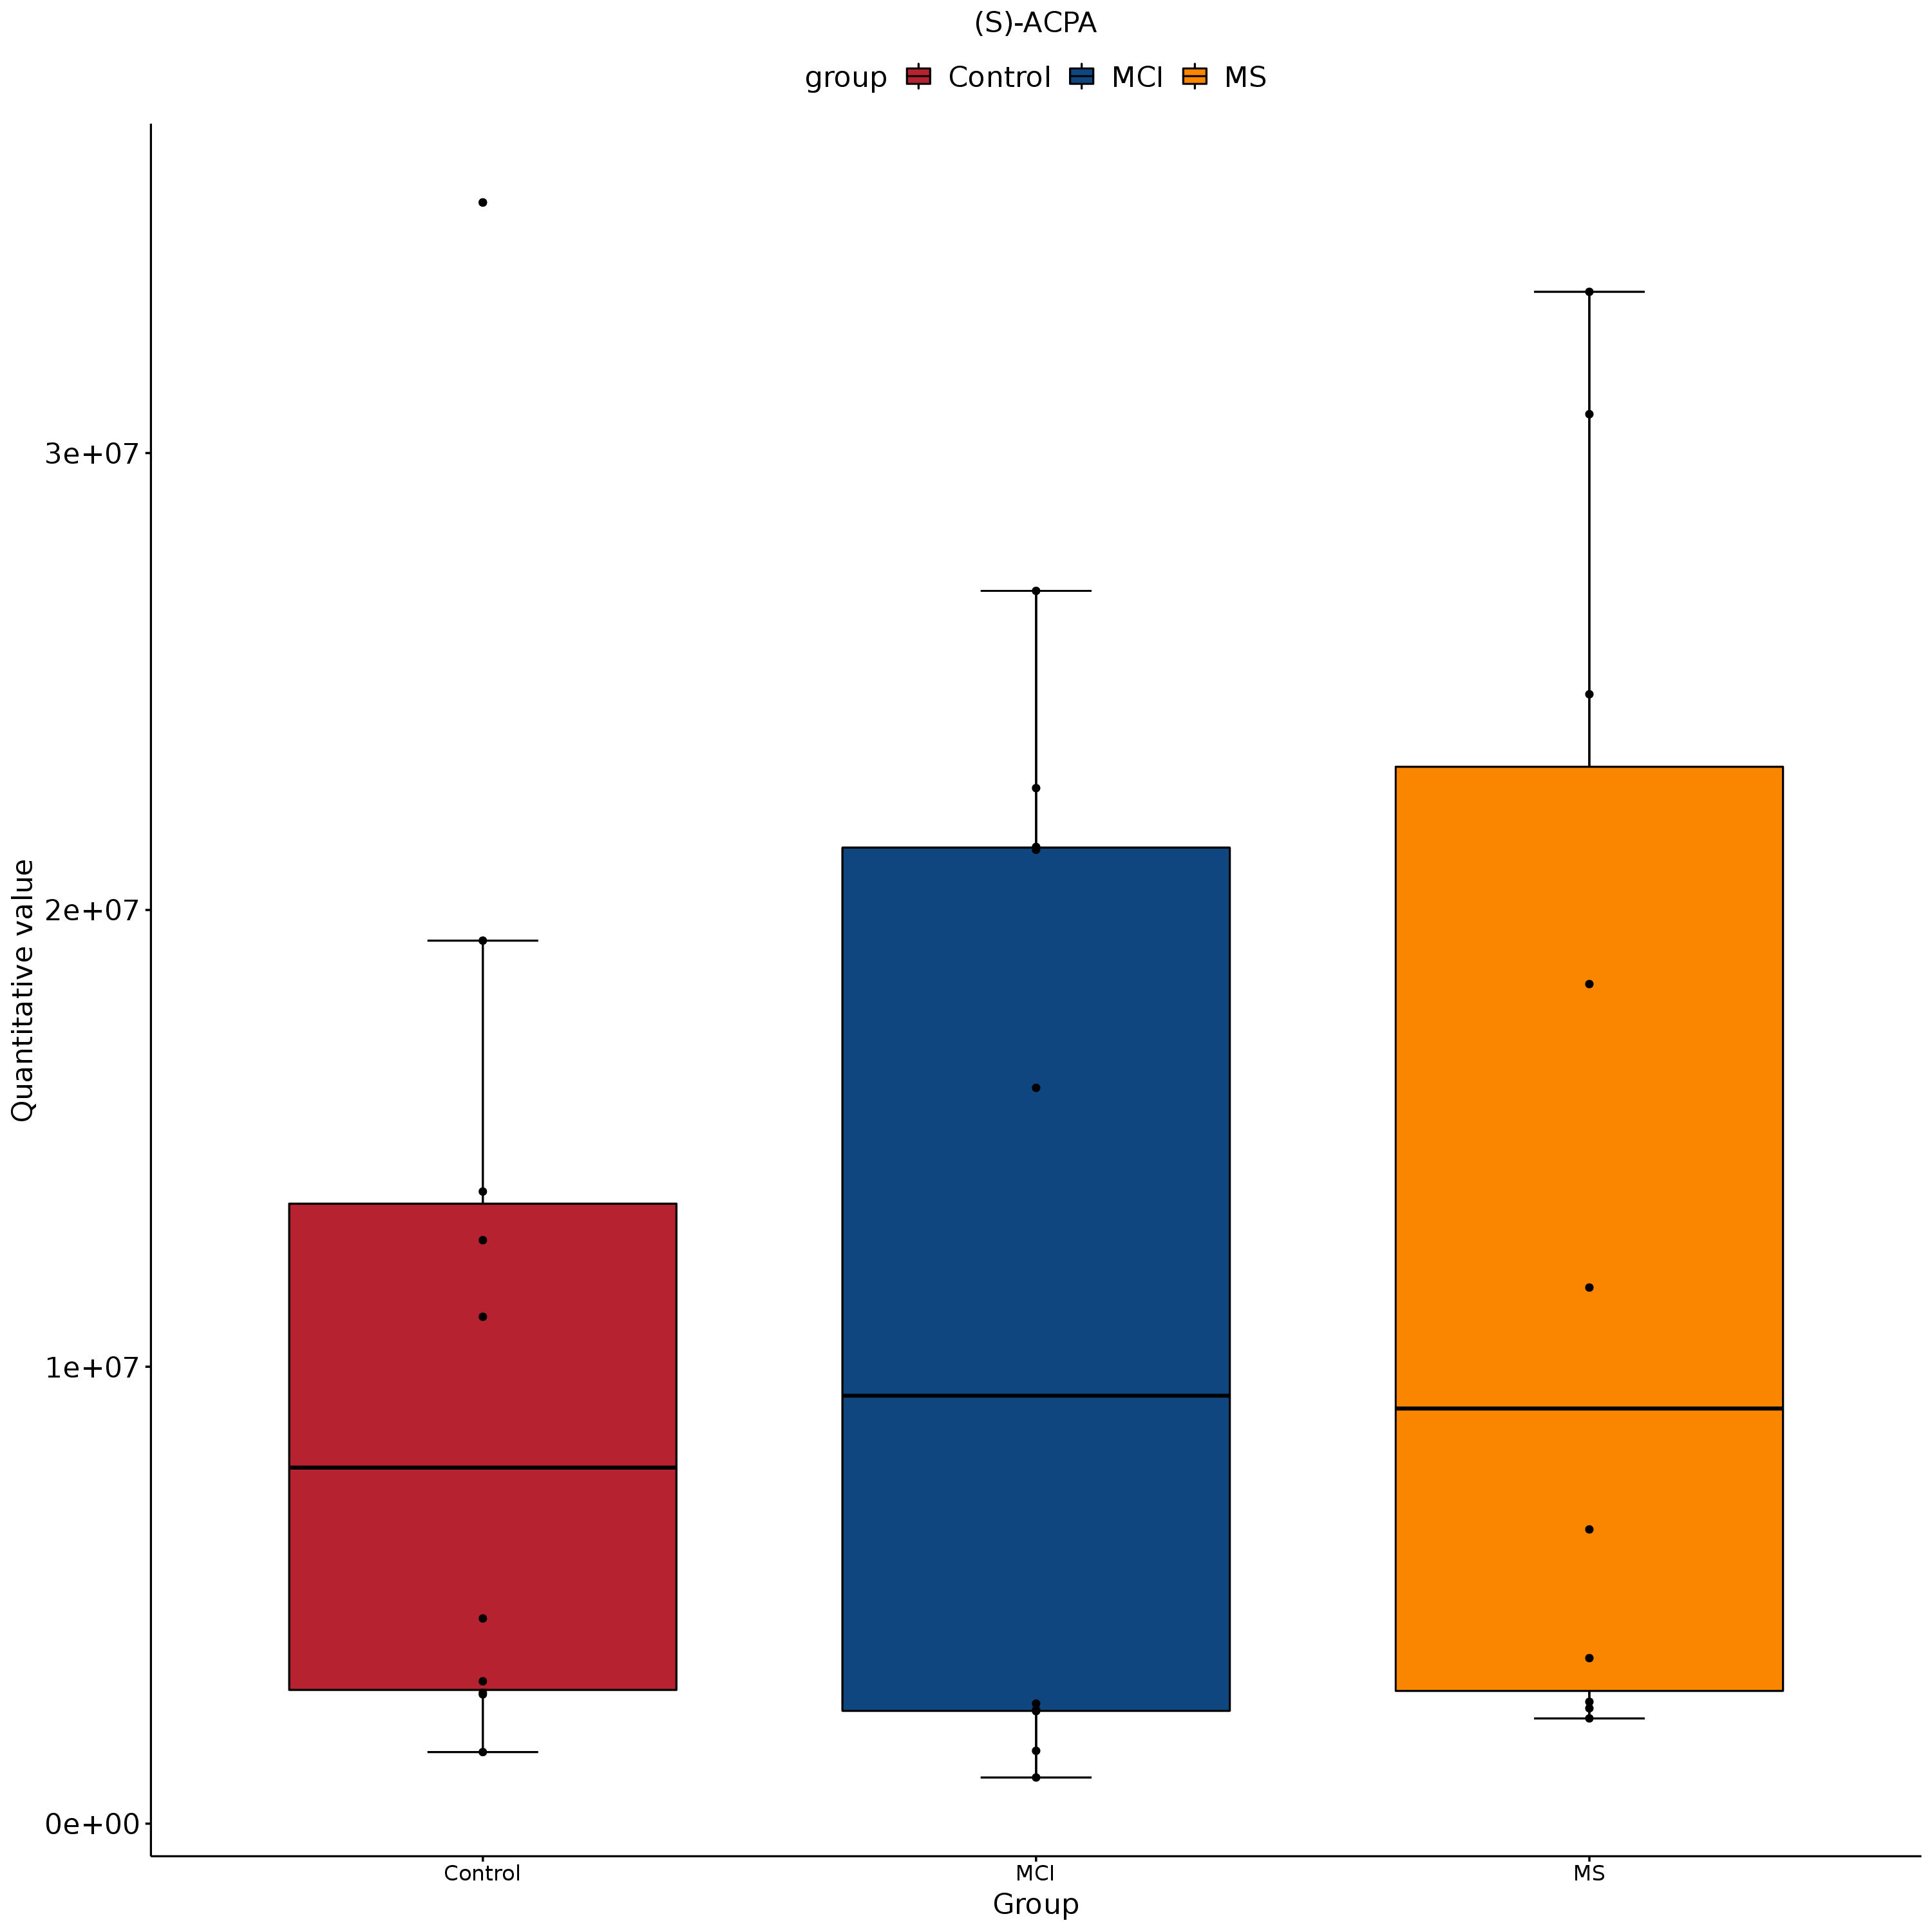 (S)-ACPA
group Control MCI MS
3e+07
2e+07
1e+07
0e+00
Quantitative value
Control MCI MS
Group